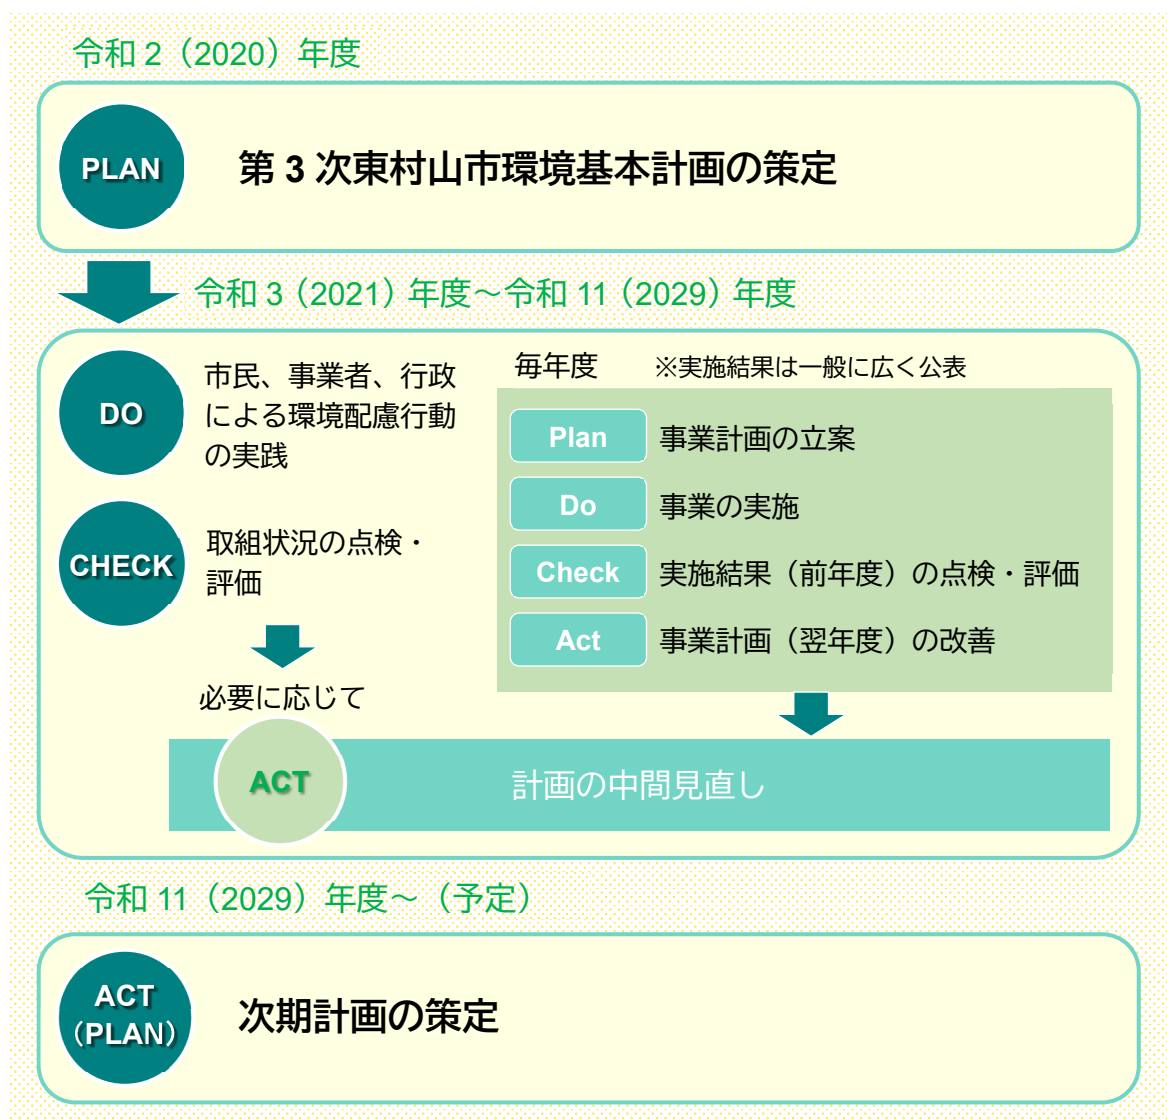 令和 2（2020）年度
PLAN
第 3 次東村山市環境基本計画の策定
令和 3（2021）年度～令和 11（2029）年度
DO
市民、事業者、行政
による環境配慮行動
の実践
CHECK
取組状況の点検・
評価
必要に応じて
毎年度 ※実施結果は一般に広く公表
Plan 事業計画の立案
Do 事業の実施
Check 実施結果（前年度）の点検・評価
Act 事業計画（翌年度）の改善
ACT 計画の中間見直し
令和 11（2029）年度～（予定）
ACT
（PLAN）
次期計画の策定